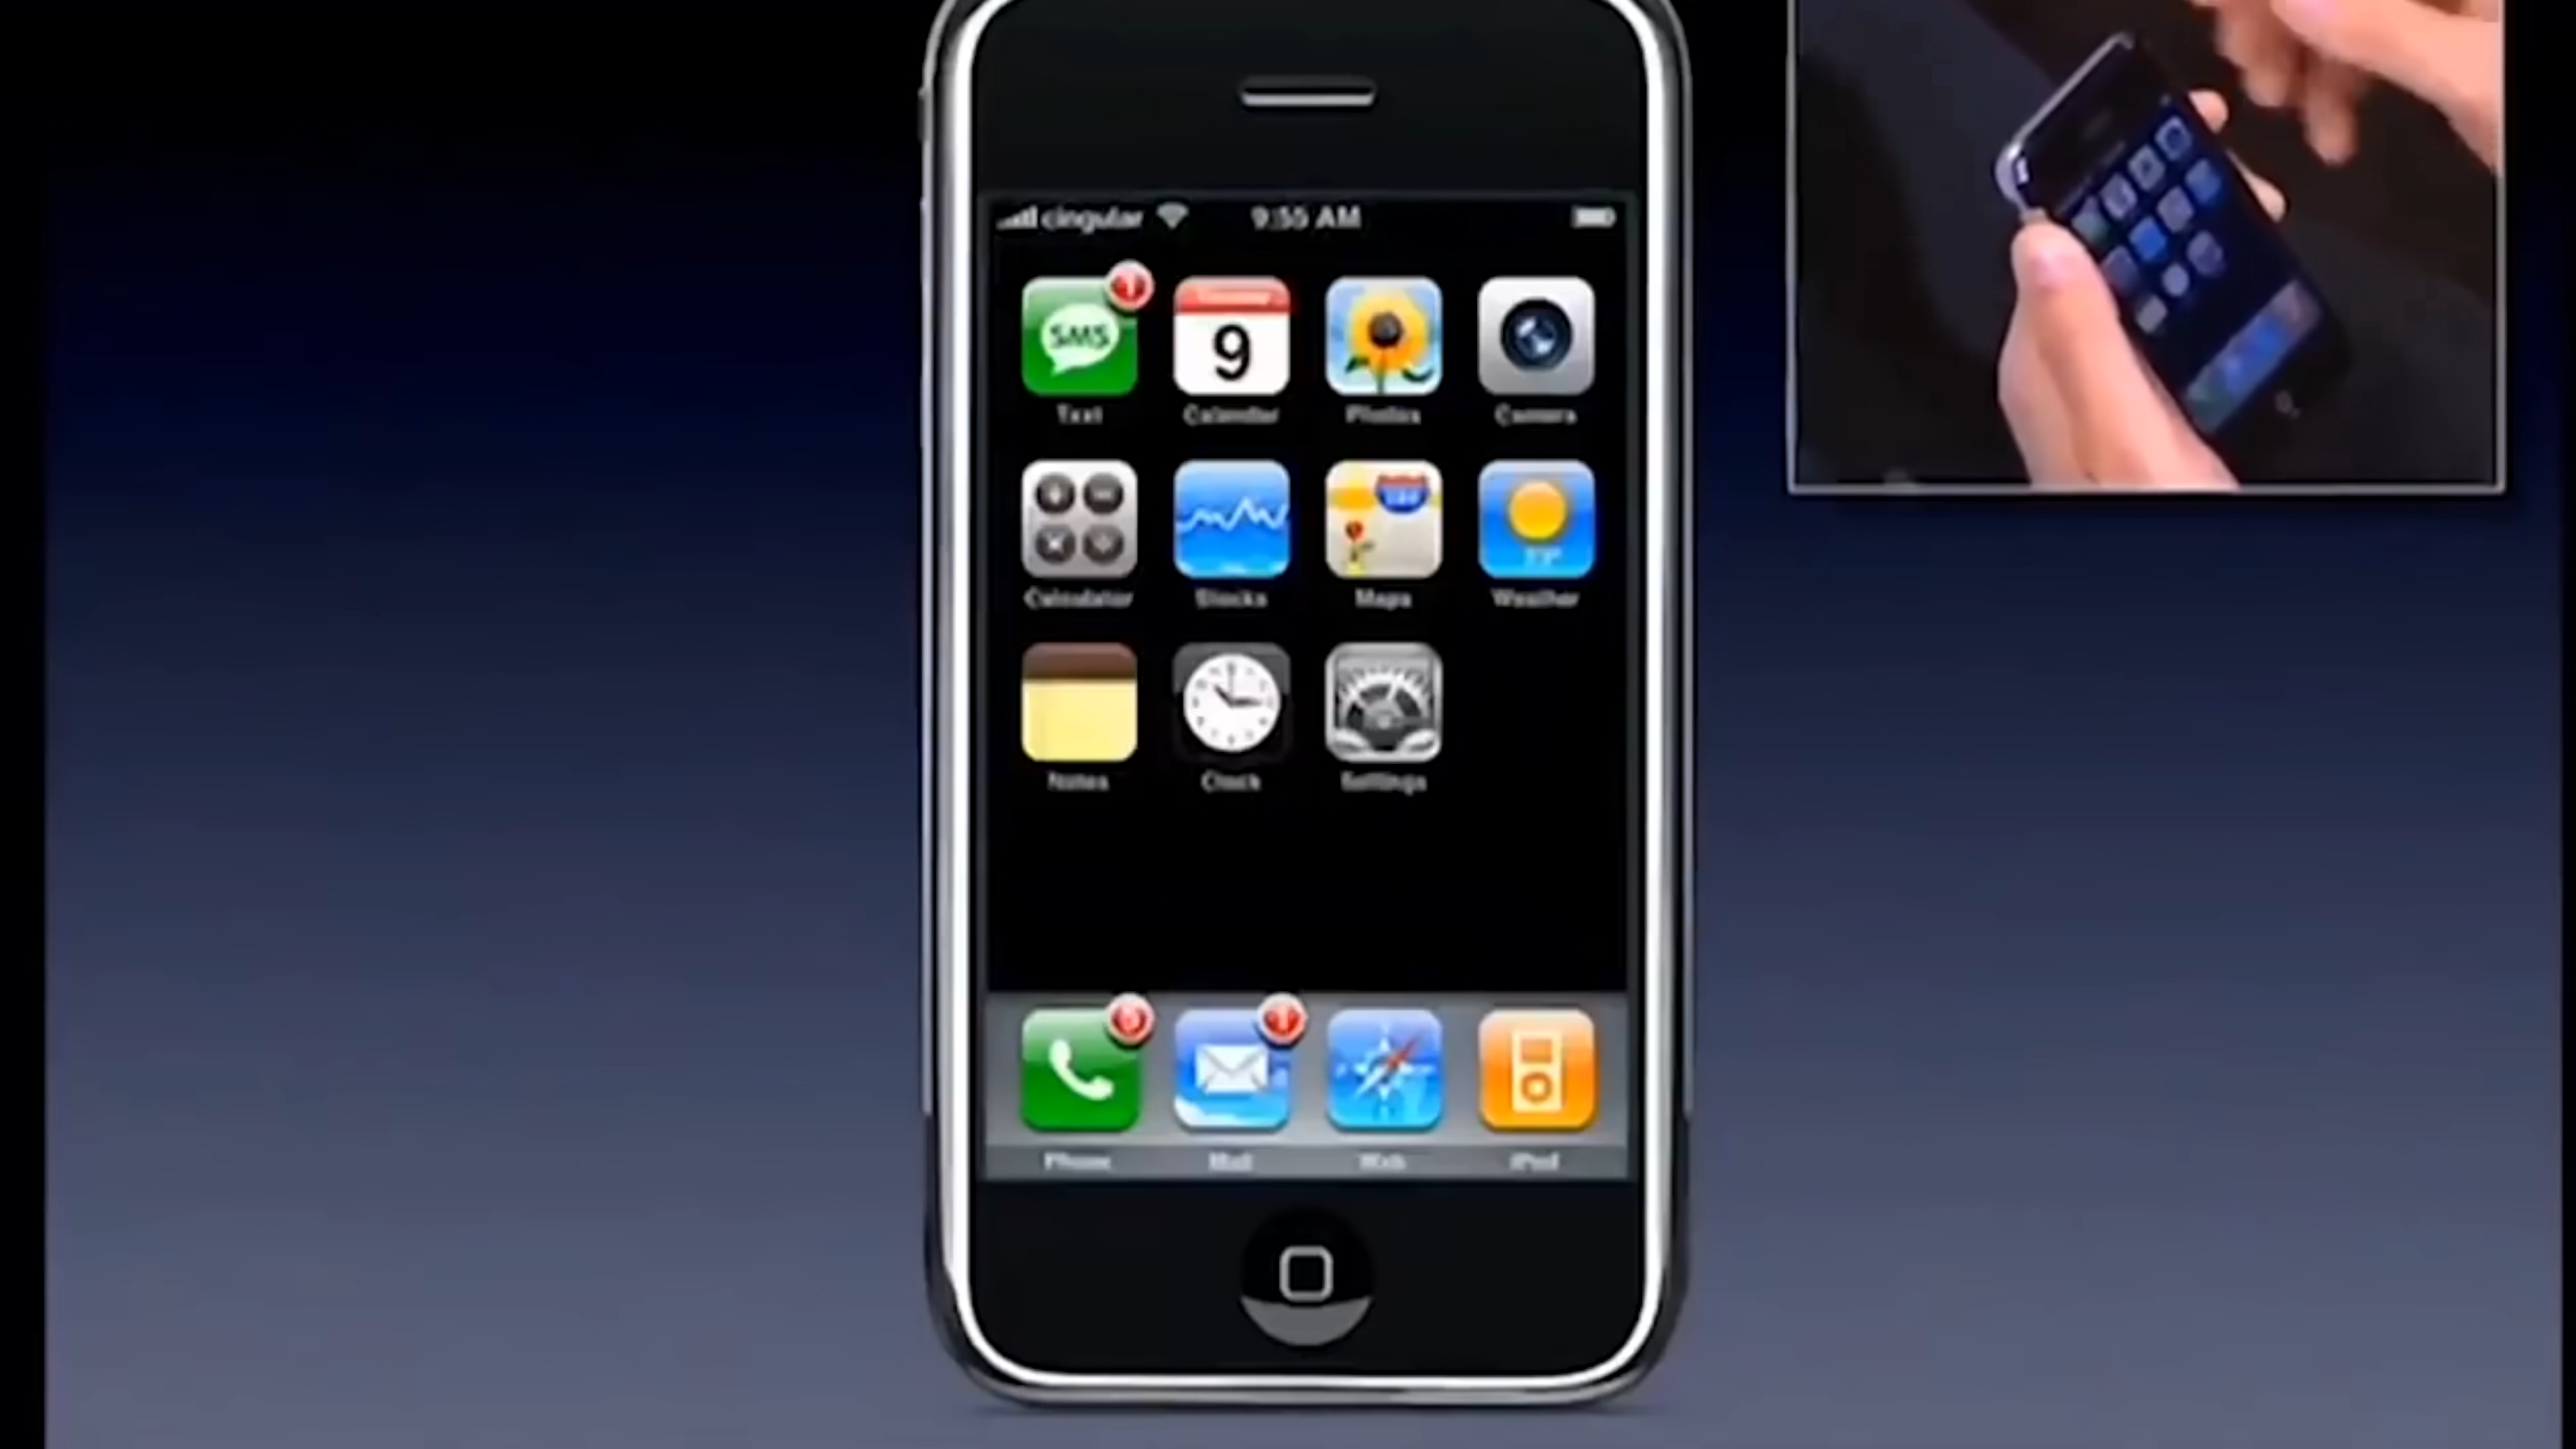 cingular 9:55 AM
SMS 9
Text Calendar Photos Camera
Calculator Stocks Maps Weather
Notes Clock Settings
Phone Mail Web iPod